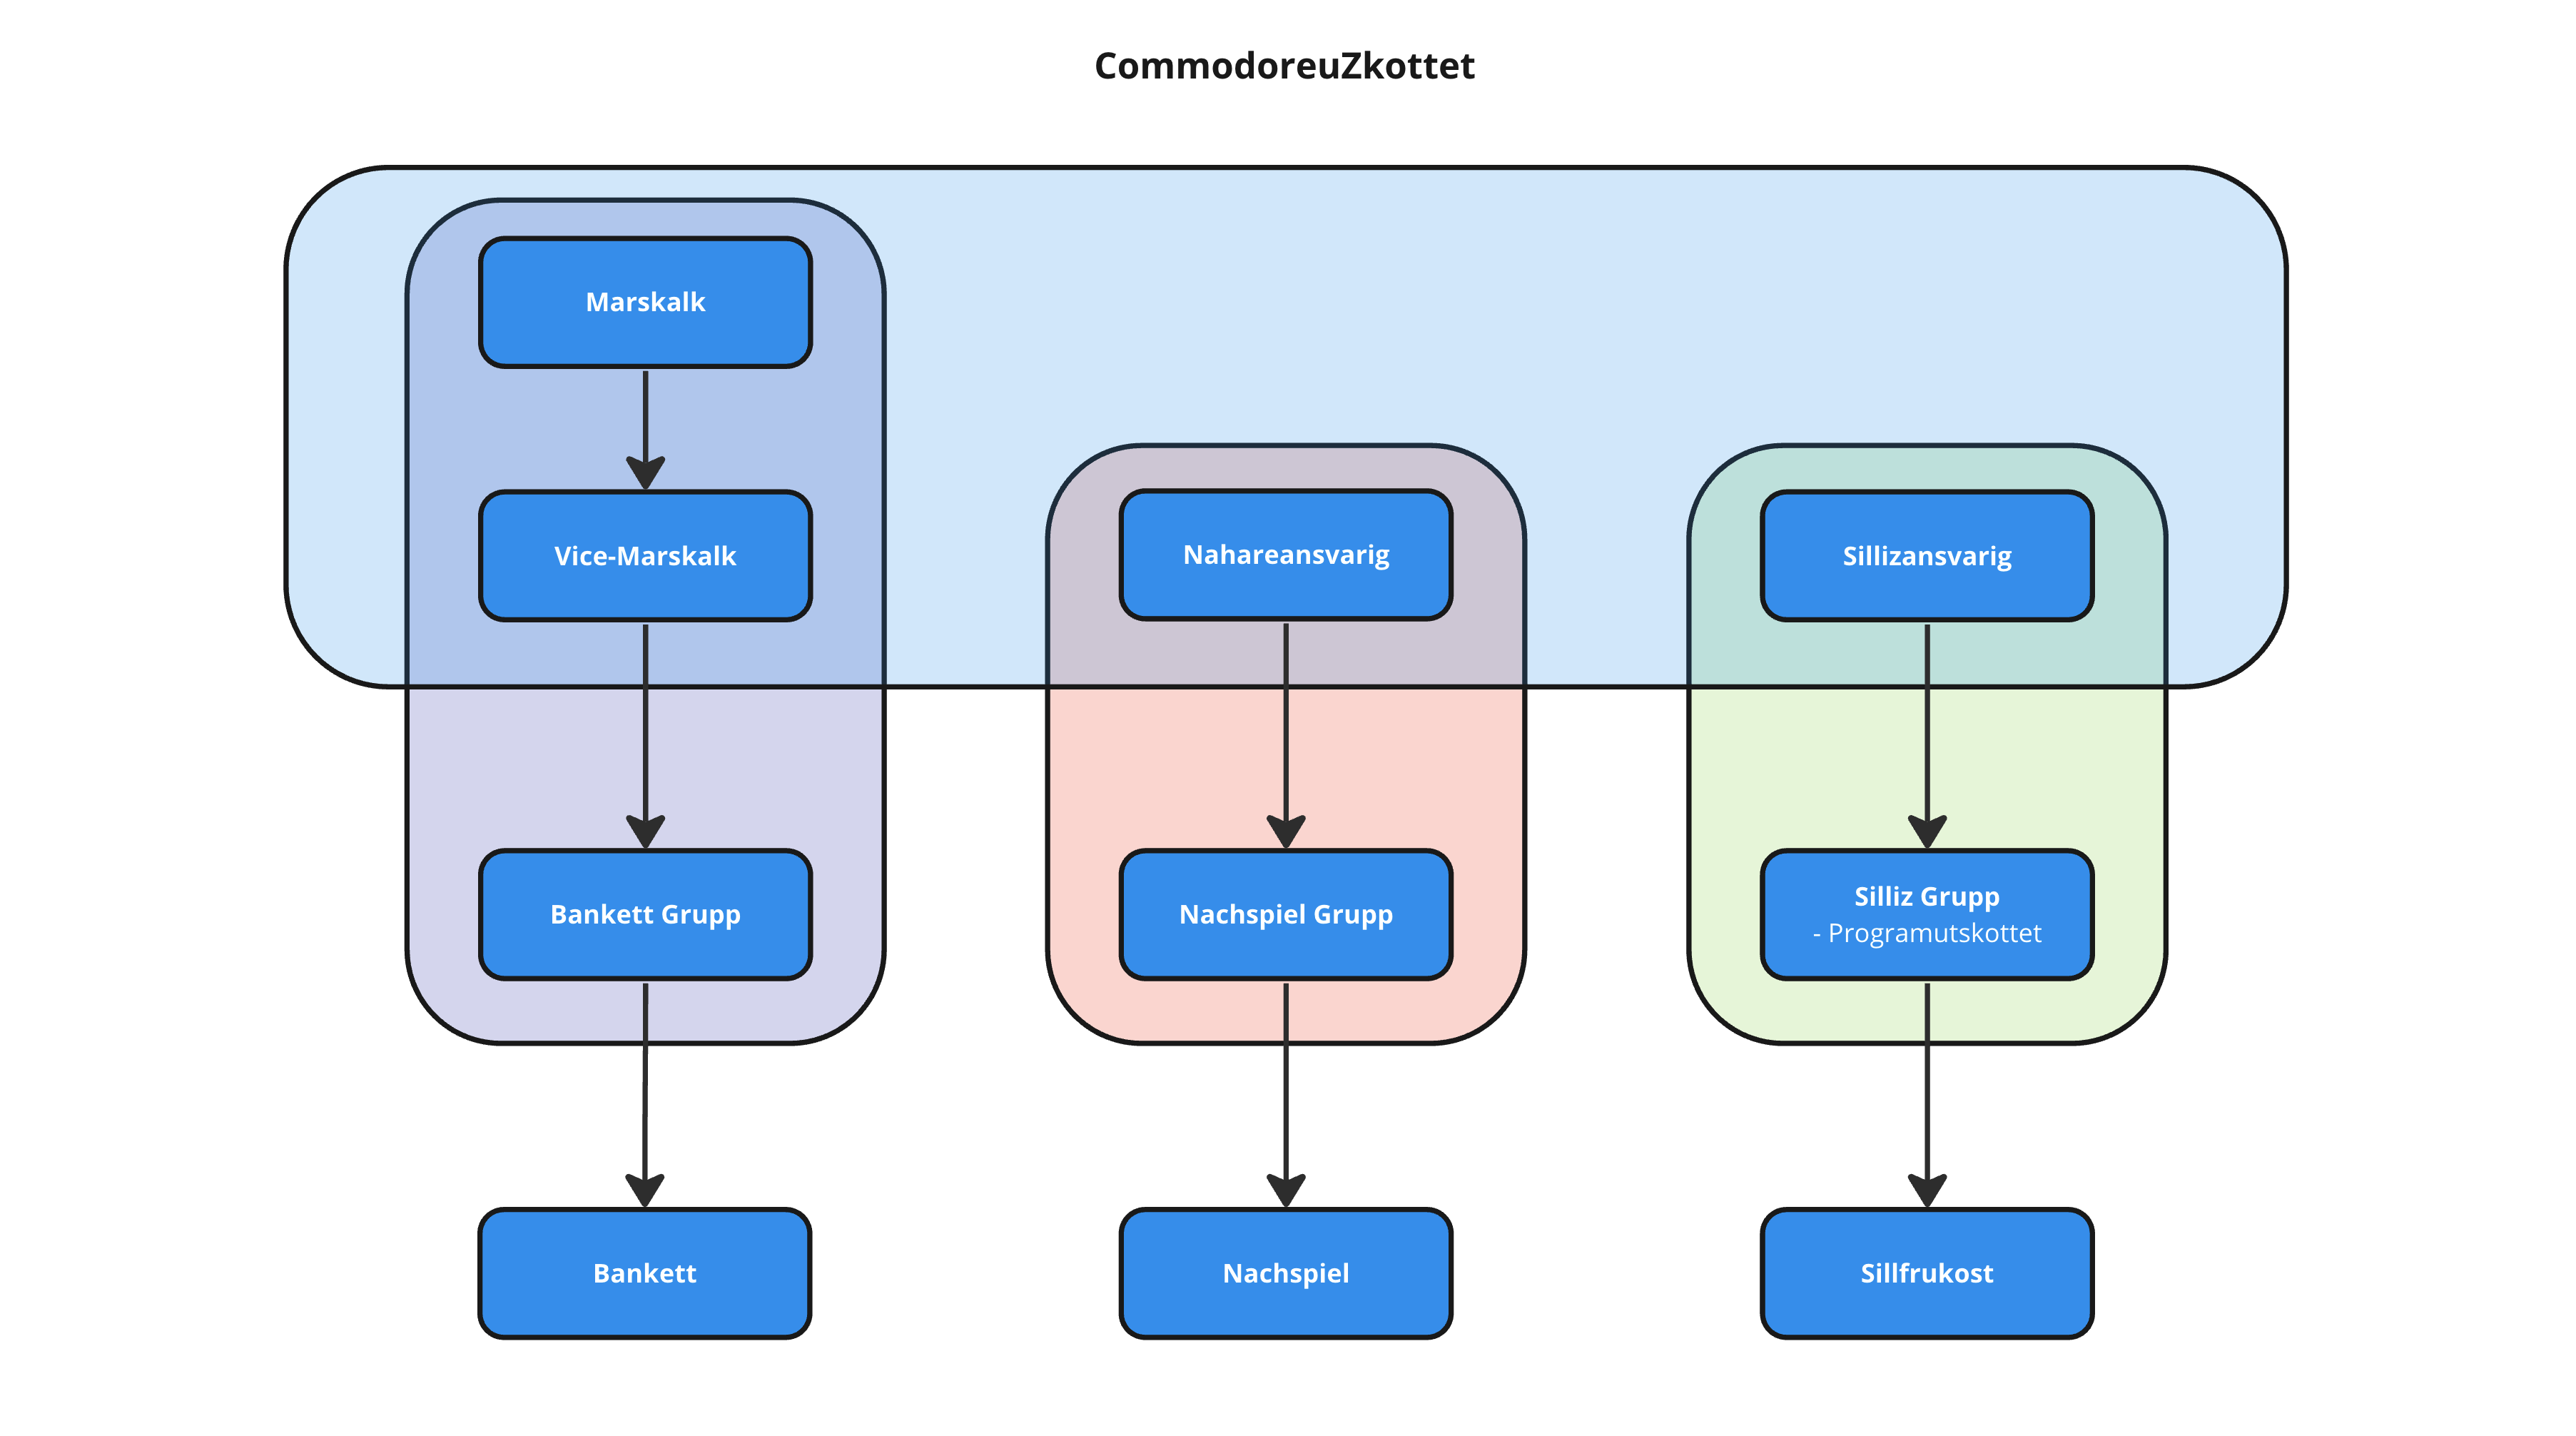 CommodoreuZkottet
Marskalk
Vice-Marskalk
Nahareansvarig
Sillizansvarig
Bankett Grupp
Nachspiel Grupp
Silliz Grupp
- Programutskottet
Bankett
Nachspiel
Sillfrukost